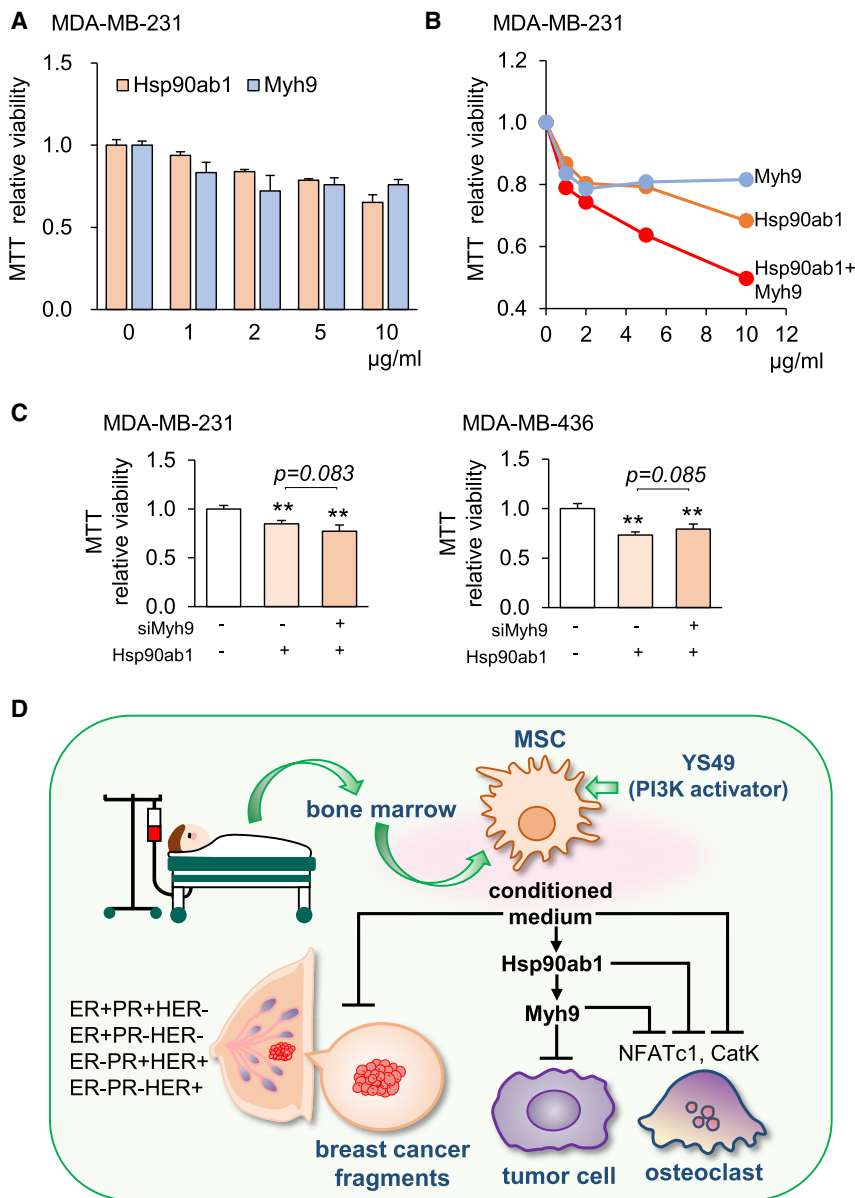 A MDA-MB-231
MTT relative viability
1.5
1.0
0.5
0.0
Hsp90ab1 Myh9
0 1 2 5 10
µg/ml
B MDA-MB-231
MTT relative viability
1.2
1.0
0.8
0.6
0.4
Myh9
Hsp90ab1
Hsp90ab1+
Myh9
0 2 4 6 8 10 12
µg/ml
C
MDA-MB-231
MTT
relative viability
1.5
1.0
0.5
0.0
p=0.083
** **
siMyh9 - - +
Hsp90ab1 - + +
MDA-MB-436
MTT
relative viability
1.5
1.0
0.5
0.0
p=0.085
** **
siMyh9 - - +
Hsp90ab1 - + +
D
MSC
YS49
(PI3K activator)
bone marrow
conditioned
medium
Hsp90ab1
Myh9
NFATc1, CatK
ER+PR+HER-
ER+PR-HER-
ER-PR+HER+
ER-PR-HER+
breast cancer
fragments
tumor cell
osteoclast